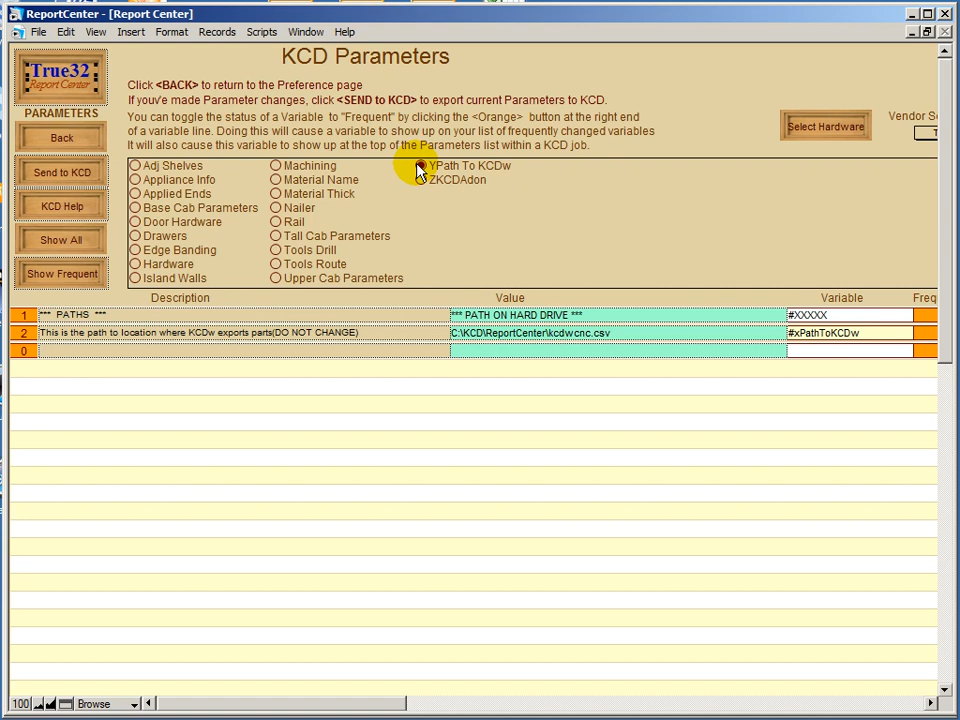 ReportCenter - [Report Center]
File Edit View Insert Format Records Scripts Window Help
True32
Report Center
PARAMETERS
Back
Send to KCD
KCD Help
Show All
Show Frequent
KCD Parameters
Click <BACK> to return to the Preference page
If youv'e made Parameter changes, click <SEND to KCD> to export current Parameters to KCD.
You can toggle the status of a Variable to "Frequent" by clicking the <Orange> button at the right end
of a variable line. Doing this will cause a variable to show up on your list of frequently changed variables
It will also cause this variable to show up at the top of the Parameters list within a KCD job.
Select Hardware
Vendor
Adj Shelves
Appliance Info
Applied Ends
Base Cab Parameters
Door Hardware
Drawers
Edge Banding
Hardware
Island Walls
Machining
Material Name
Material Thick
Nailer
Rail
Tall Cab Parameters
Tools Drill
Tools Route
Upper Cab Parameters
YPath To KCDw
ZKCDAdon
Description Value Variable Freq
1 *** PATHS *** *** PATH ON HARD DRIVE *** #XXXXX
2 This is the path to location where KCDw exports parts(DO NOT CHANGE) C:\KCD\ReportCenter\kcdwcnc.csv #xPathToKCDw
0
100 Browse